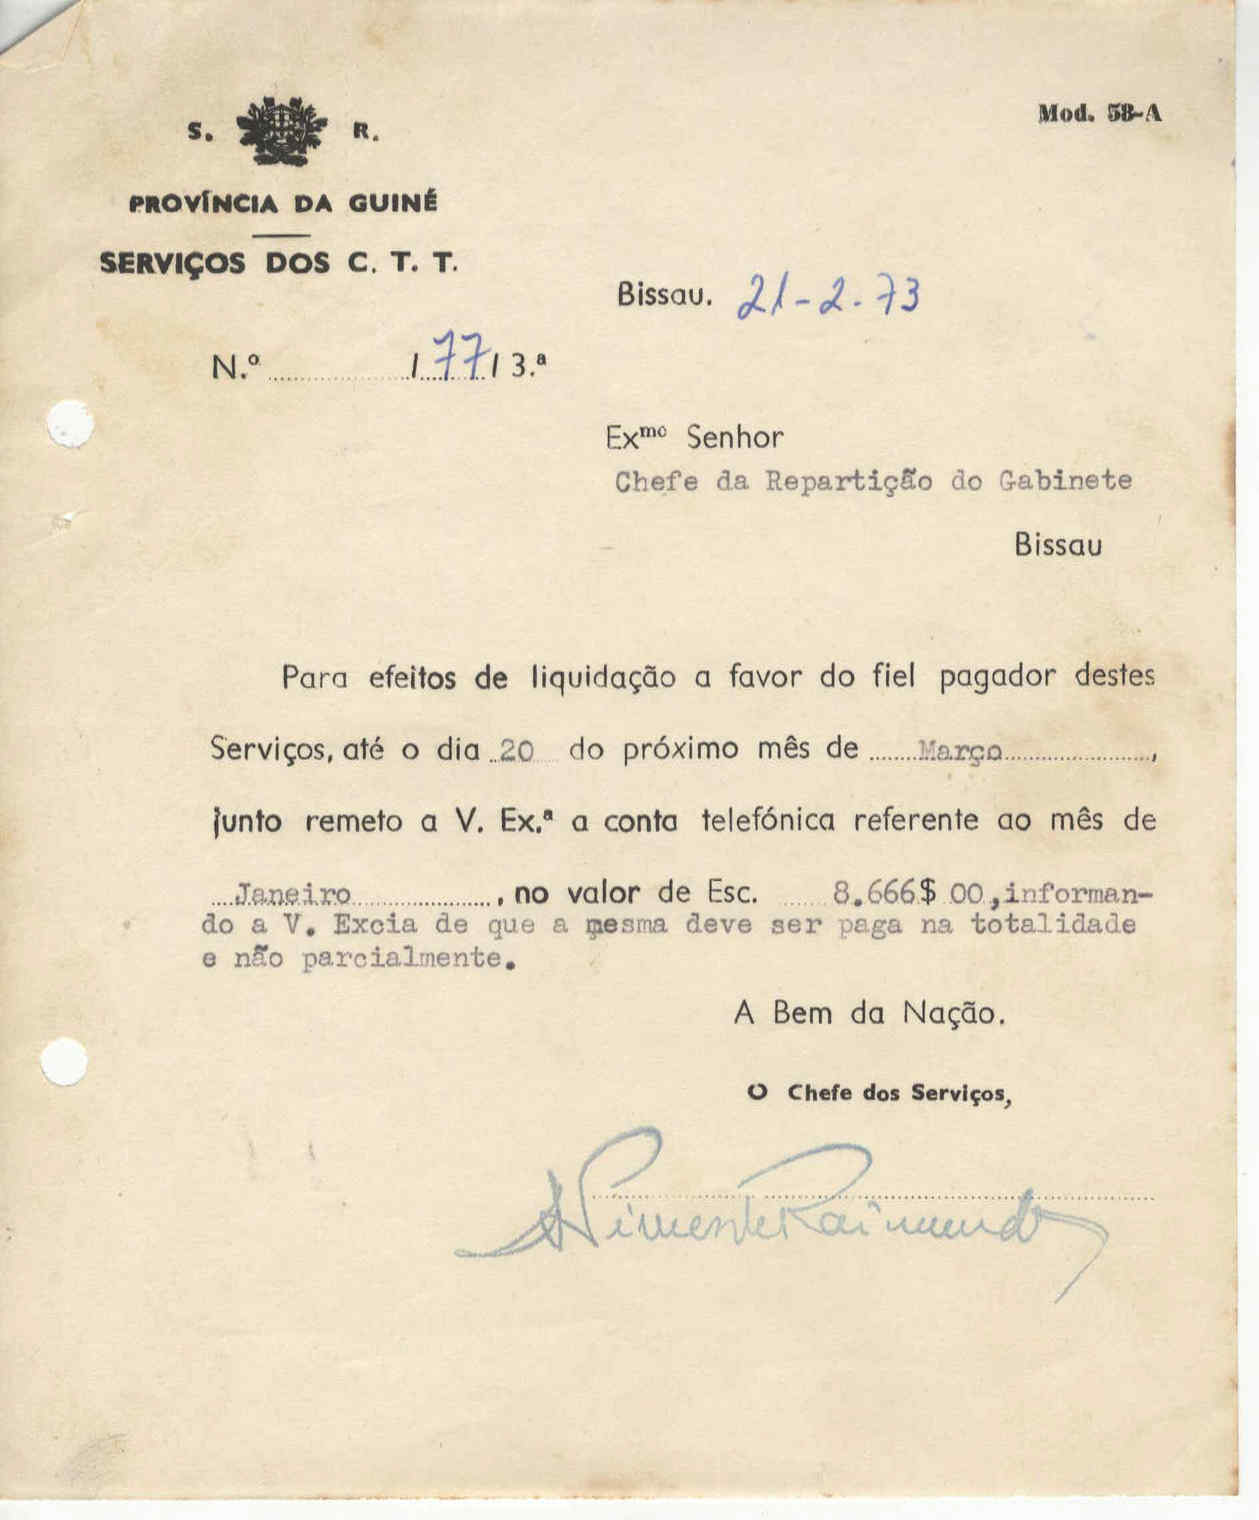 S. R.
Mod. 58-A
PROVÍNCIA DA GUINÉ
SERVIÇOS DOS C. T. T.
Bissau. 21-2-73
N.º / 77 / 3.ª
Exmo Senhor
Chefe da Repartição do Gabinete
Bissau
Para efeitos de liquidação a favor do fiel pagador destes
Serviços, até o dia 20 do próximo mês de Março,
junto remeto a V. Ex.ª a conta telefónica referente ao mês de
Janeiro, no valor de Esc. 8.666$00,informan-
do a V. Excia de que a mesma deve ser paga na totalidade
e não parcialmente.
A Bem da Nação.
O Chefe dos Serviços,
Raimundo